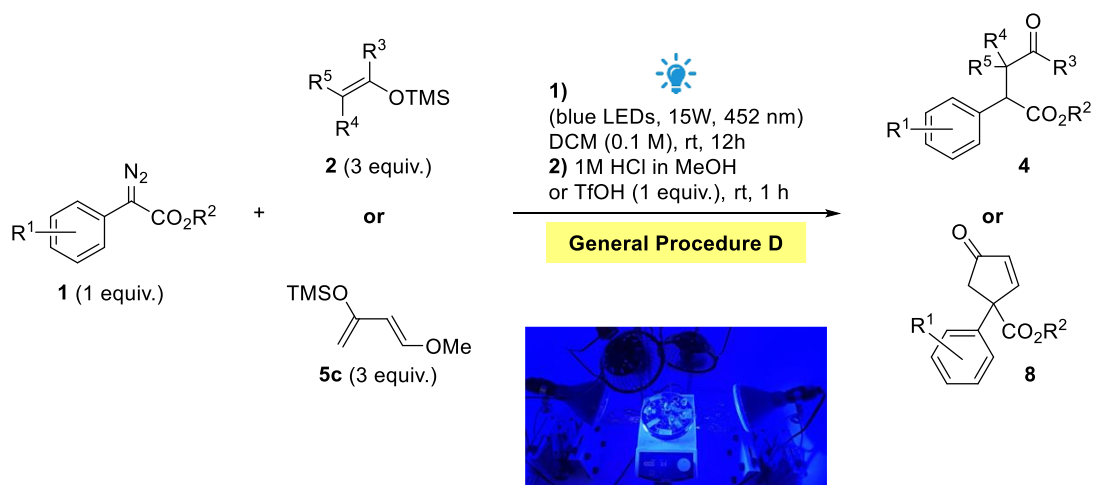 N2
R1
CO2R2
1 (1 equiv.)
+
R3
R5
OTMS
R4
2 (3 equiv.)
or
TMSO
OMe
5c (3 equiv.)
1)
(blue LEDs, 15W, 452 nm)
DCM (0.1 M), rt, 12h
2) 1M HCl in MeOH
or TfOH (1 equiv.), rt, 1 h
General Procedure D
O
R4
R5
R3
R1
CO2R2
4
or
O
R1
CO2R2
8